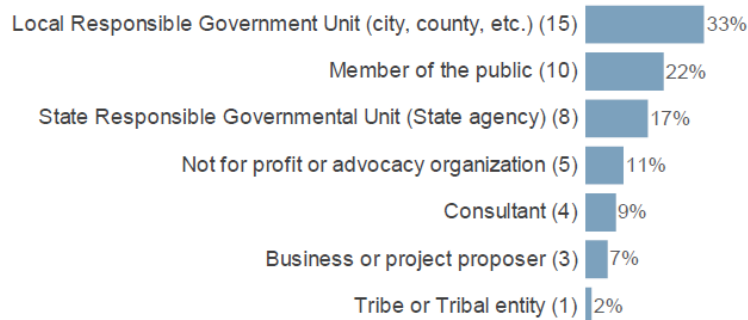 Local Responsible Government Unit (city, county, etc.) (15) 33%
Member of the public (10) 22%
State Responsible Governmental Unit (State agency) (8) 17%
Not for profit or advocacy organization (5) 11%
Consultant (4) 9%
Business or project proposer (3) 7%
Tribe or Tribal entity (1) 2%